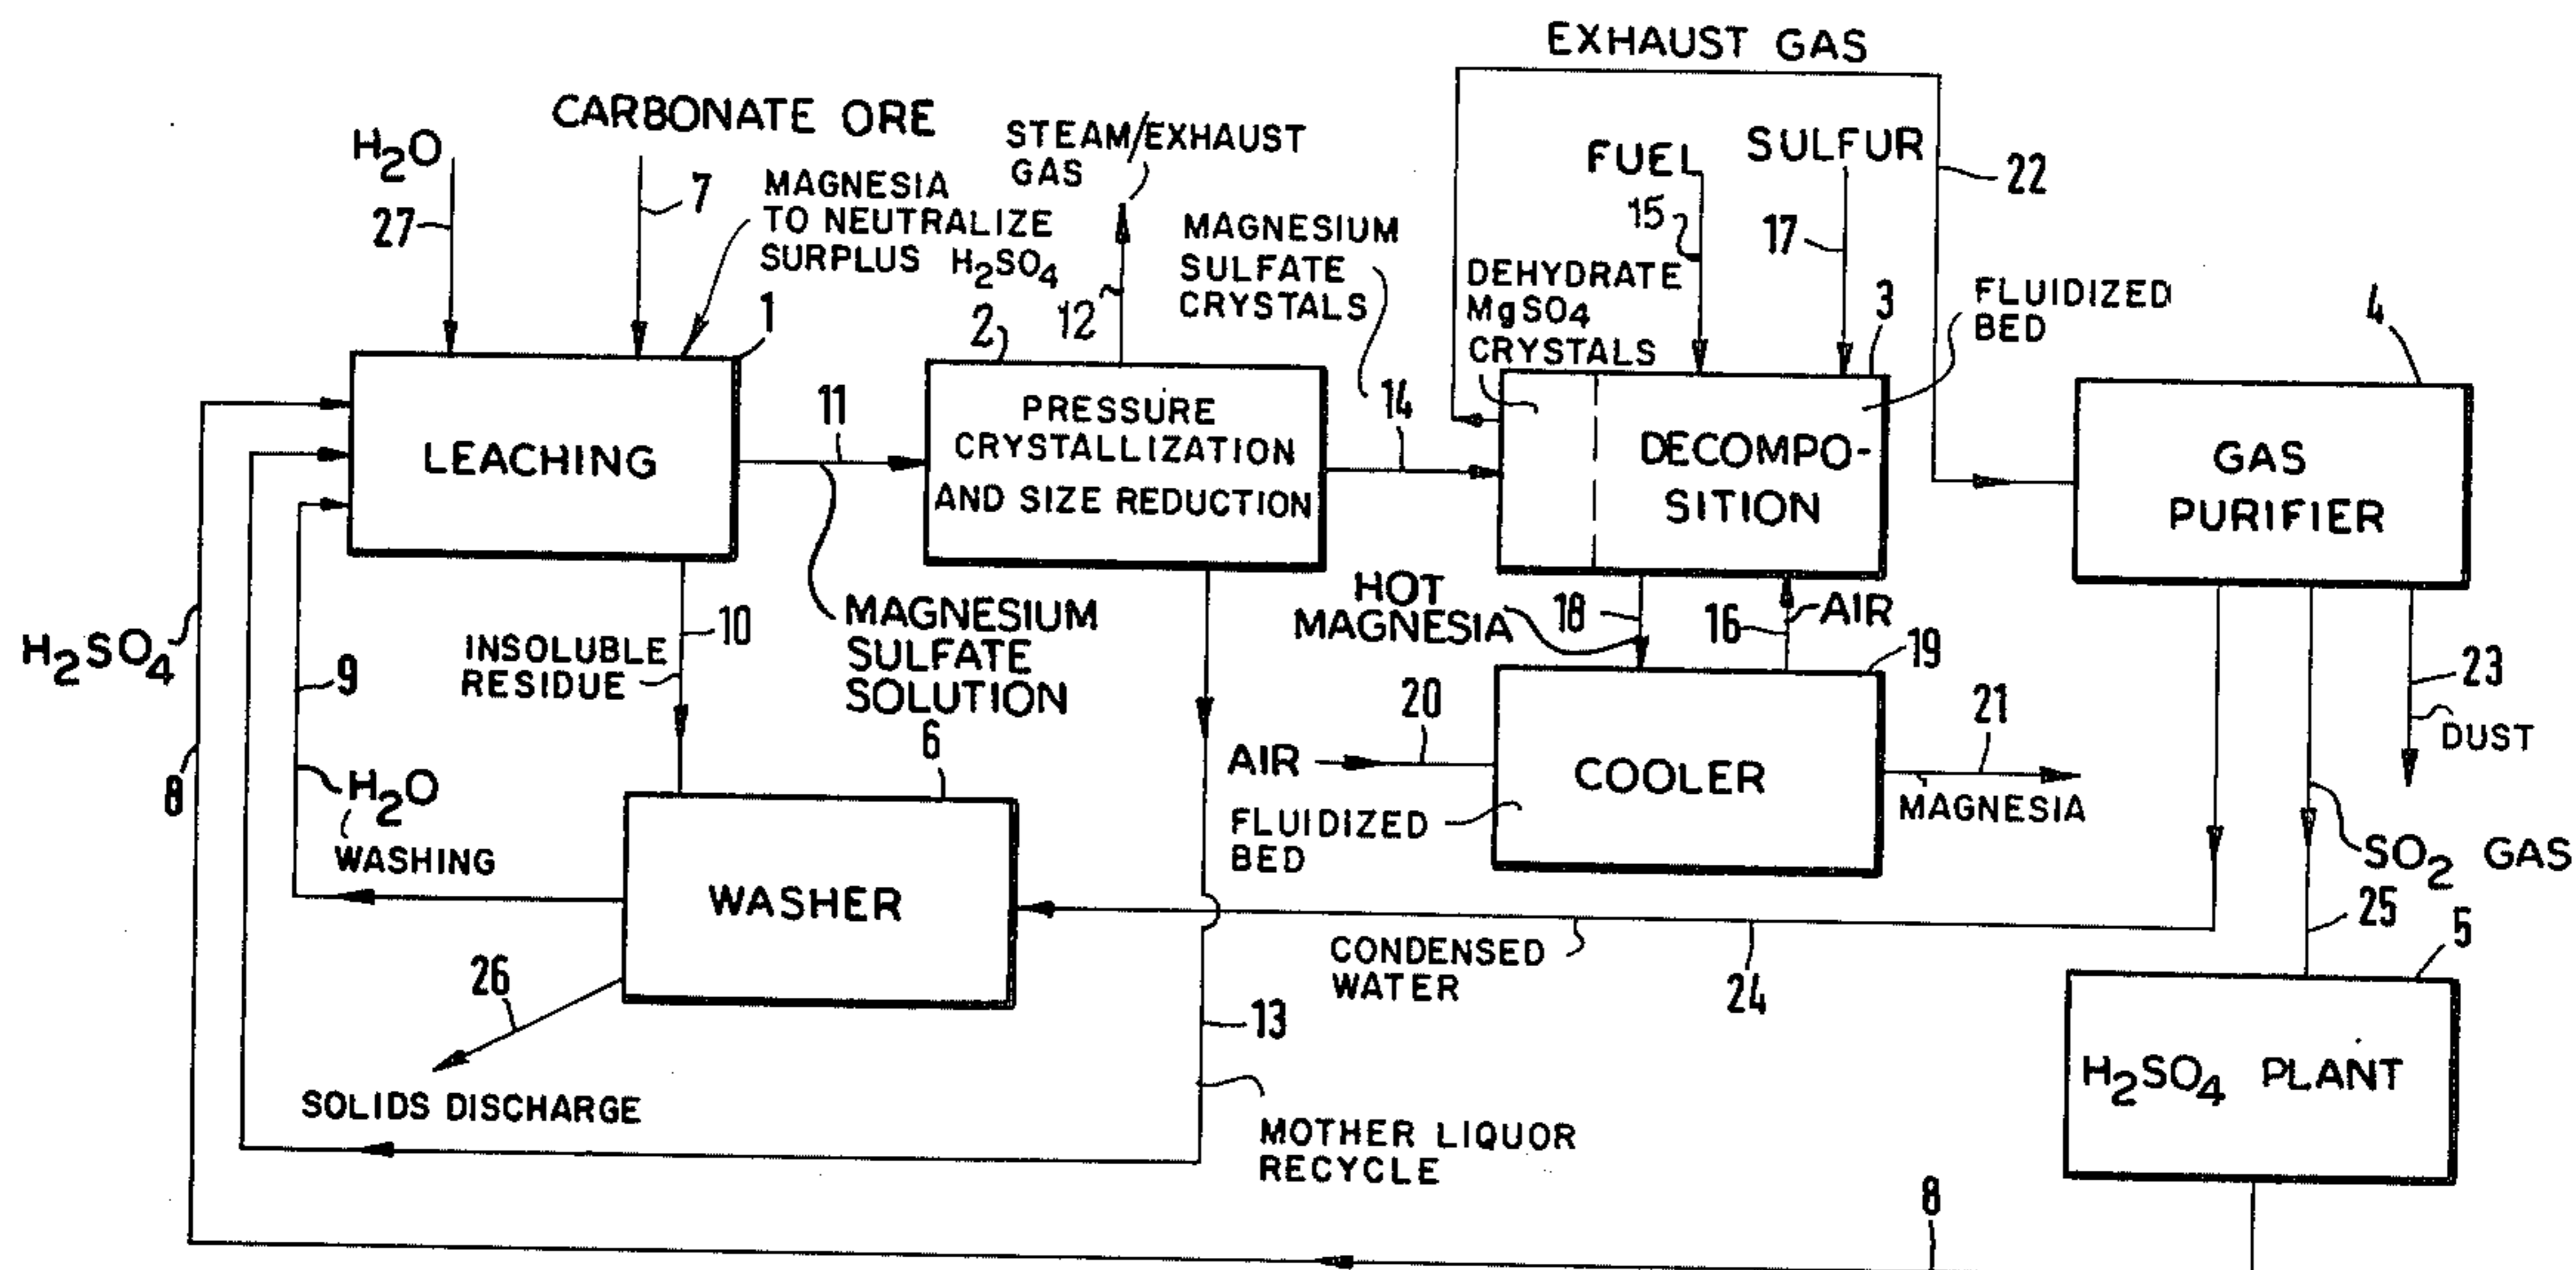 EXHAUST GAS
CARBONATE ORE
H2O
27
7
MAGNESIA
TO NEUTRALIZE
SURPLUS H2SO4
1
STEAM/EXHAUST
GAS
12
2
MAGNESIUM
SULFATE
CRYSTALS
14
FUEL
15
SULFUR
17
22
DEHYDRATE
MgSO4
CRYSTALS
3
FLUIDIZED
BED
4
LEACHING
11
PRESSURE
CRYSTALLIZATION
AND SIZE REDUCTION
DECOMPO-
SITION
GAS
PURIFIER
H2SO4
8
9
INSOLUBLE
RESIDUE
10
MAGNESIUM
SULFATE
SOLUTION
6
HOT
MAGNESIA
18
16
AIR
19
23
DUST
AIR
20
COOLER
21
MAGNESIA
FLUIDIZED
BED
H2O
WASHING
WASHER
SO2 GAS
25
5
CONDENSED
WATER
24
26
SOLIDS DISCHARGE
13
MOTHER LIQUOR
RECYCLE
H2SO4 PLANT
8